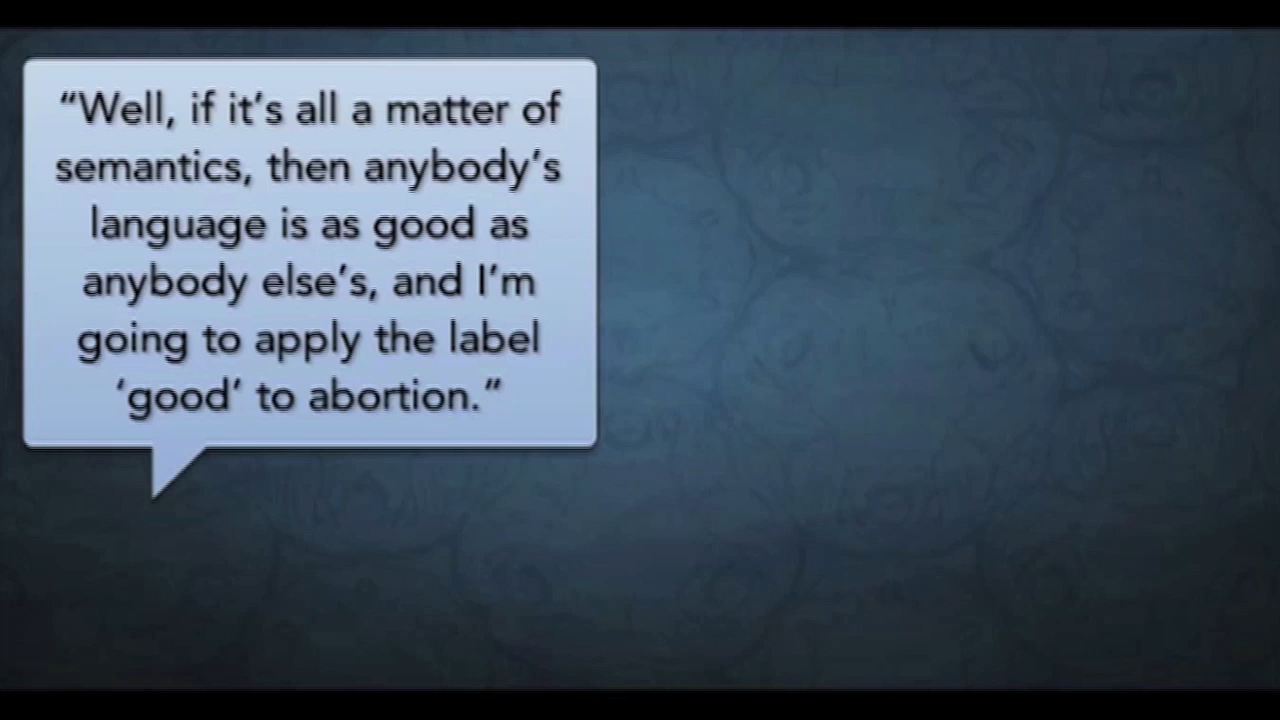 “Well, if it’s all a matter of
semantics, then anybody’s
language is as good as
anybody else’s, and I’m
going to apply the label
‘good’ to abortion.”